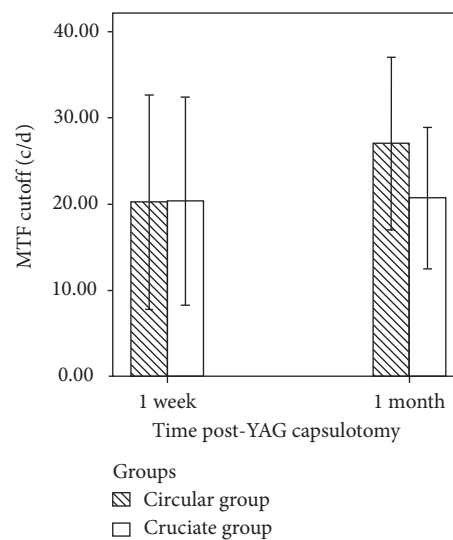 40.00
30.00
20.00
10.00
0.00
MTF cutoff (c/d)
1 week
1 month
Time post-YAG capsulotomy
Groups
Circular group
Cruciate group